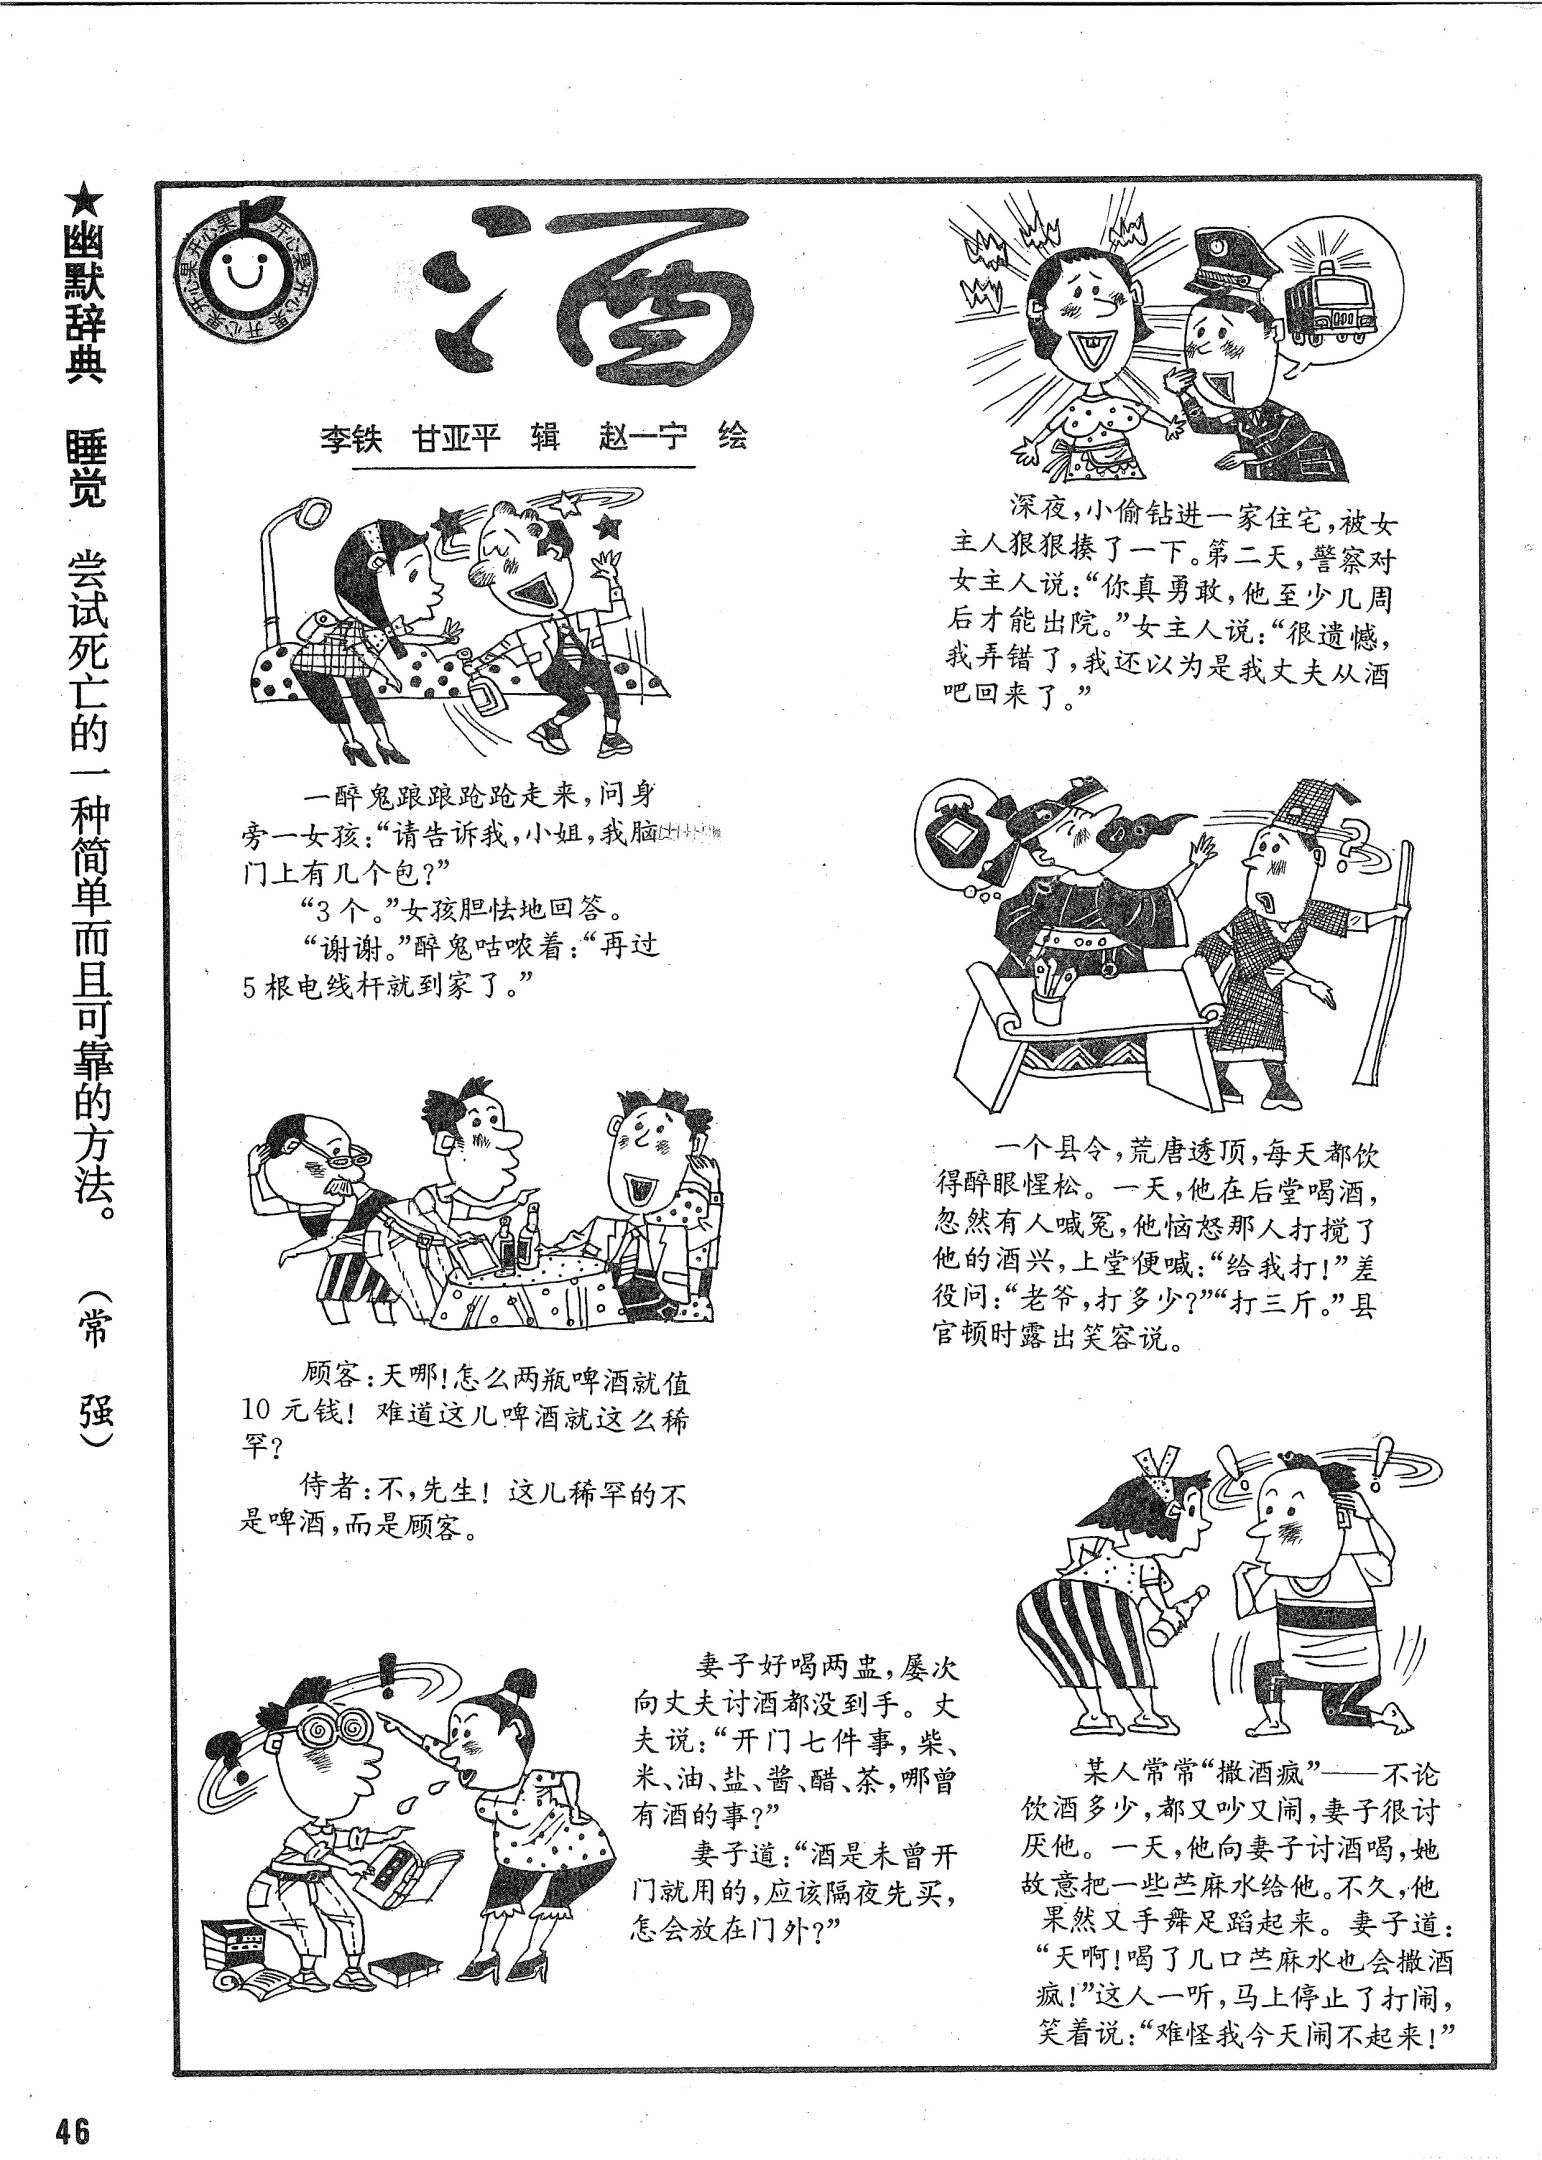 ★幽默辞典 睡觉 尝试死亡的一种简单而且可靠的方法。 （常 强）
开心果 开心果 开心果 开心果 开心果
酒
李铁 甘亚平 辑 赵一宁 绘
一醉鬼踉踉跄跄走来，问身
旁一女孩：“请告诉我，小姐，我脑
门上有几个包？”
“3个。”女孩胆怯地回答。
“谢谢。”醉鬼咕哝着：“再过
5根电线杆就到家了。”
顾客：天哪！怎么两瓶啤酒就值
10元钱！难道这儿啤酒就这么稀
罕？
侍者：不，先生！这儿稀罕的不
是啤酒，而是顾客。
妻子好喝两盅，屡次
向丈夫讨酒都没到手。丈
夫说：“开门七件事，柴、
米、油、盐、酱、醋、茶，哪曾
有酒的事？”
妻子道：“酒是未曾开
门就用的，应该隔夜先买，
怎会放在门外？”
深夜，小偷钻进一家住宅，被女
主人狠狠揍了一下。第二天，警察对
女主人说：“你真勇敢，他至少几周
后才能出院。”女主人说：“很遗憾，
我弄错了，我还以为是我丈夫从酒
吧回来了。”
一个县令，荒唐透顶，每天都饮
得醉眼惺松。一天，他在后堂喝酒，
忽然有人喊冤，他恼怒那人打搅了
他的酒兴，上堂便喊：“给我打！”差
役问：“老爷，打多少？”“打三斤。”县
官顿时露出笑容说。
某人常常“撒酒疯”——不论
饮酒多少，都又吵又闹，妻子很讨
厌他。一天，他向妻子讨酒喝，她
故意把一些苎麻水给他。不久，他
果然又手舞足蹈起来。妻子道：
“天啊！喝了几口苎麻水也会撒酒
疯！”这人一听，马上停止了打闹，
笑着说：“难怪我今天闹不起来！”
46